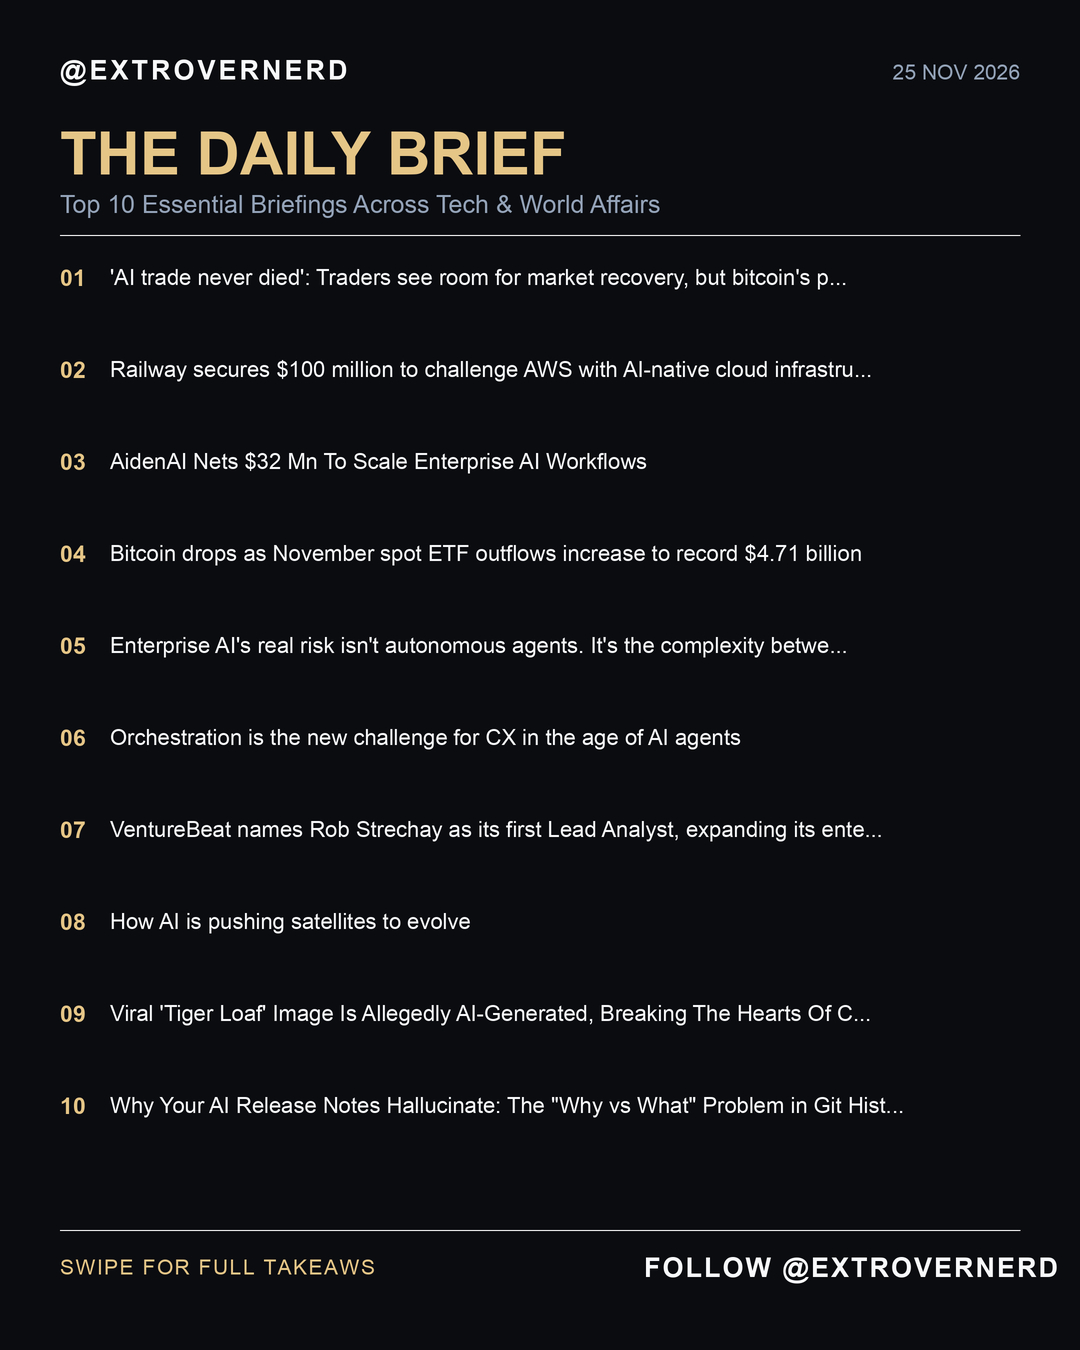 @EXTROVERNERD
25 NOV 2026
THE DAILY BRIEF
Top 10 Essential Briefings Across Tech & World Affairs
01 'AI trade never died': Traders see room for market recovery, but bitcoin's p...
02 Railway secures $100 million to challenge AWS with AI-native cloud infrastru...
03 AidenAI Nets $32 Mn To Scale Enterprise AI Workflows
04 Bitcoin drops as November spot ETF outflows increase to record $4.71 billion
05 Enterprise AI's real risk isn't autonomous agents. It's the complexity betwe...
06 Orchestration is the new challenge for CX in the age of AI agents
07 VentureBeat names Rob Strechay as its first Lead Analyst, expanding its ente...
08 How AI is pushing satellites to evolve
09 Viral 'Tiger Loaf' Image Is Allegedly AI-Generated, Breaking The Hearts Of C...
10 Why Your AI Release Notes Hallucinate: The "Why vs What" Problem in Git Hist...
SWIPE FOR FULL TAKEAWS
FOLLOW @EXTROVERNERD